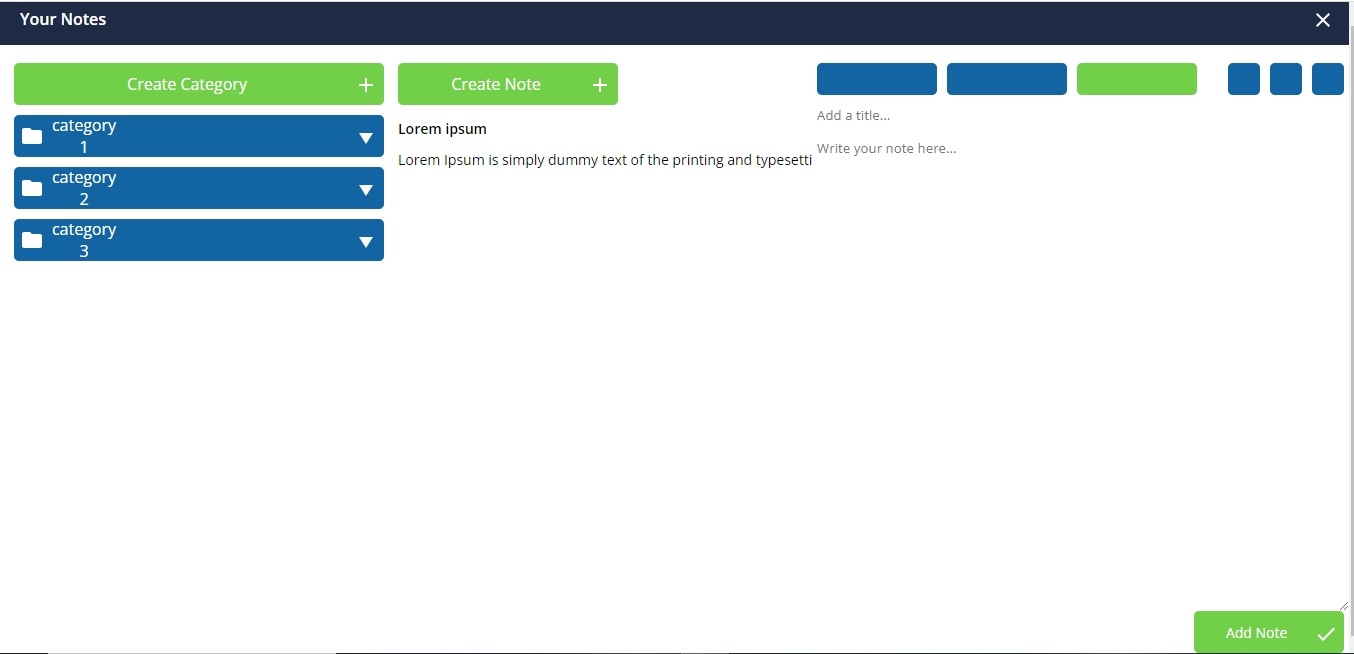 Your Notes
Create Category
Create Note
category
1
category
2
category
3
Lorem ipsum
Lorem Ipsum is simply dummy text of the printing and typesetti
Add a title...
Write your note here...
Add Note